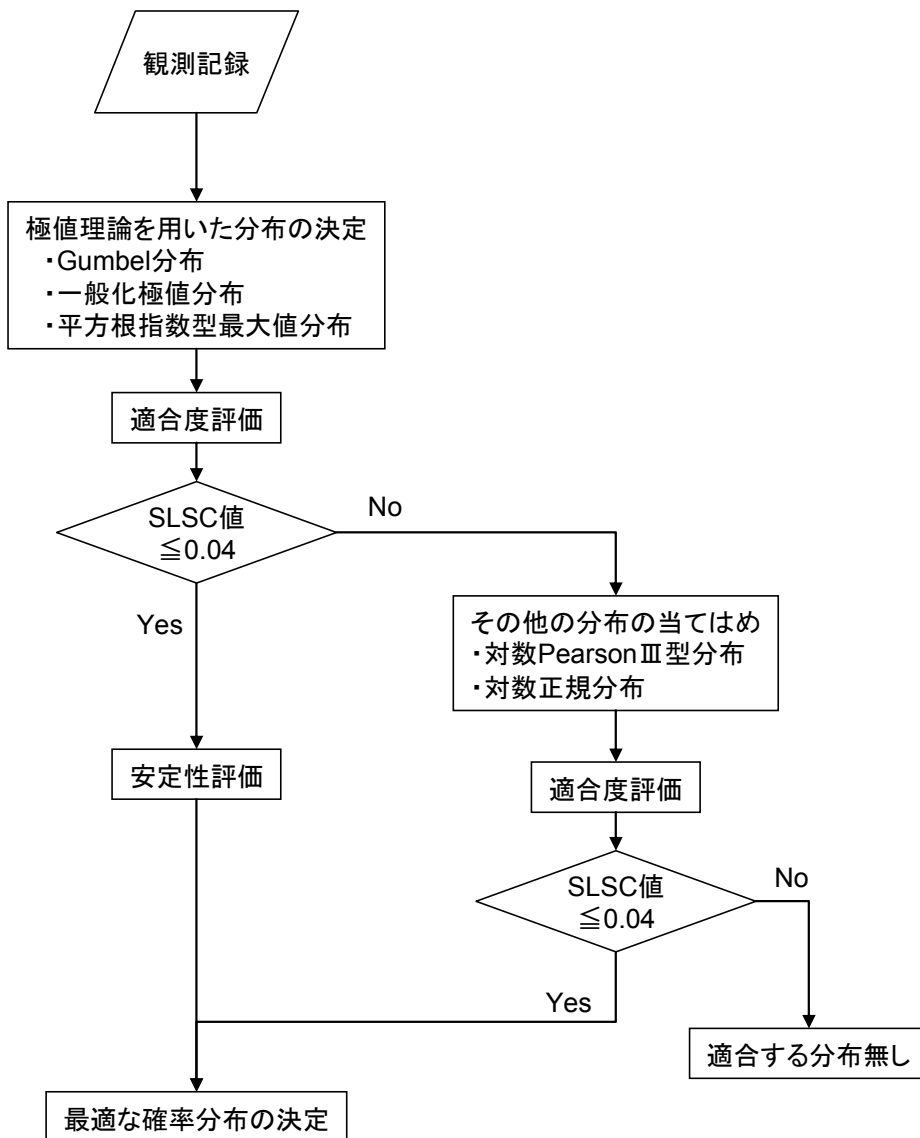 観測記録
極値理論を用いた分布の決定
・Gumbel分布
・一般化極値分布
・平方根指数型最大値分布
適合度評価
SLSC値
≦0.04
No
Yes
その他の分布の当てはめ
・対数PearsonⅢ型分布
・対数正規分布
安定性評価
適合度評価
SLSC値
≦0.04
No
Yes
適合する分布無し
最適な確率分布の決定